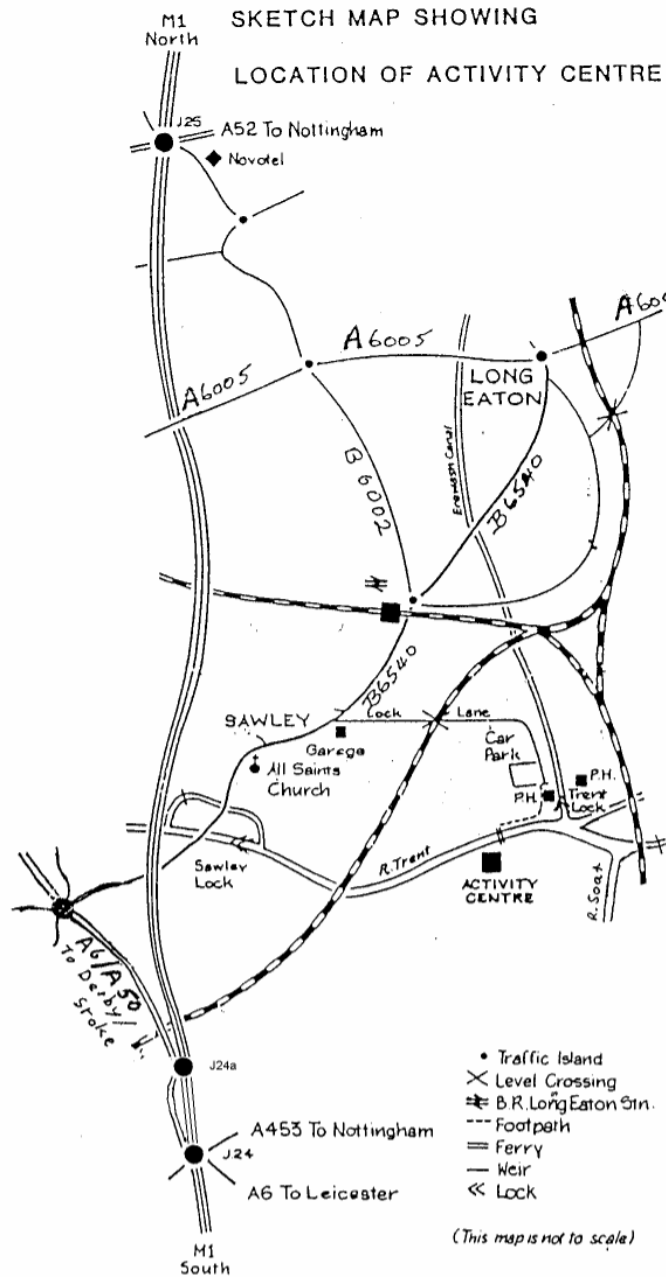 M1
North
SKETCH MAP SHOWING
LOCATION OF ACTIVITY CENTRE
J25
A52 To Nottingham
Novotel
A6005
A600
A6005
LONG
EATON
Erewash Canal
B6002
B6540
B6540
SAWLEY
Lock Lane
Garage
Car
Park
All Saints
Church
P.H.
P.H.
Trent
Lock
Sawley
Lock
R. Trent
ACTIVITY
CENTRE
R. Soar
A6/A50
To Derby/
Stoke
J24a
A453 To Nottingham
J24
A6 To Leicester
M1
South
Traffic Island
Level Crossing
B.R. Long Eaton Stn.
Footpath
Ferry
Weir
Lock
(This map is not to scale)